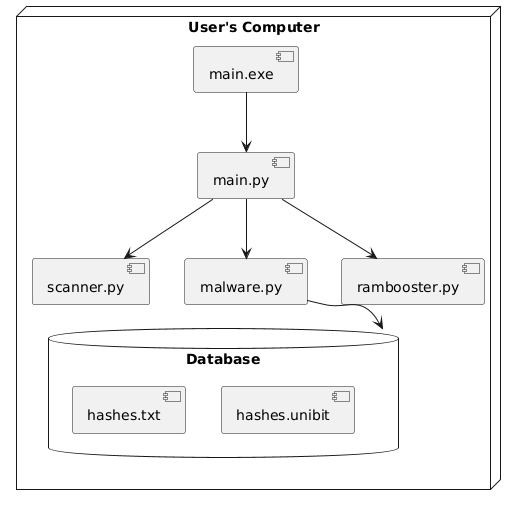 User's Computer
main.exe
main.py
scanner.py
malware.py
rambooster.py
Database
hashes.txt
hashes.unibit